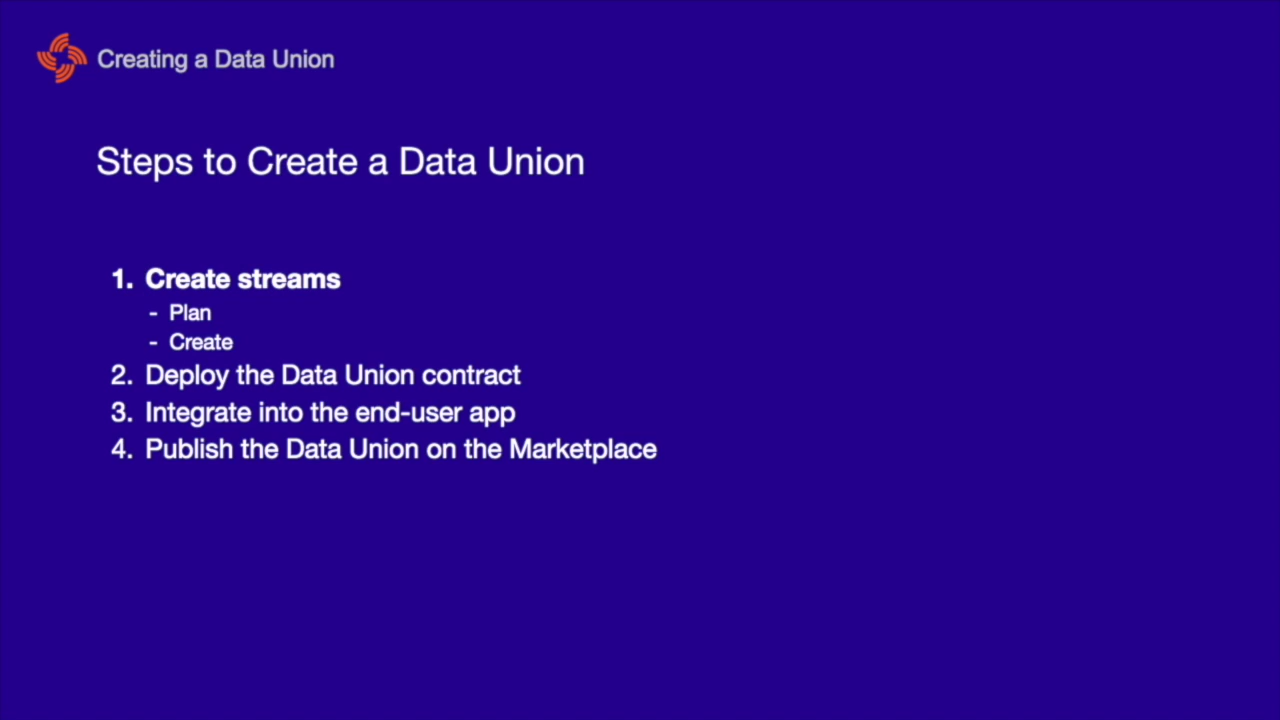 Creating a Data Union
Steps to Create a Data Union
1. Create streams
- Plan
- Create
2. Deploy the Data Union contract
3. Integrate into the end-user app
4. Publish the Data Union on the Marketplace